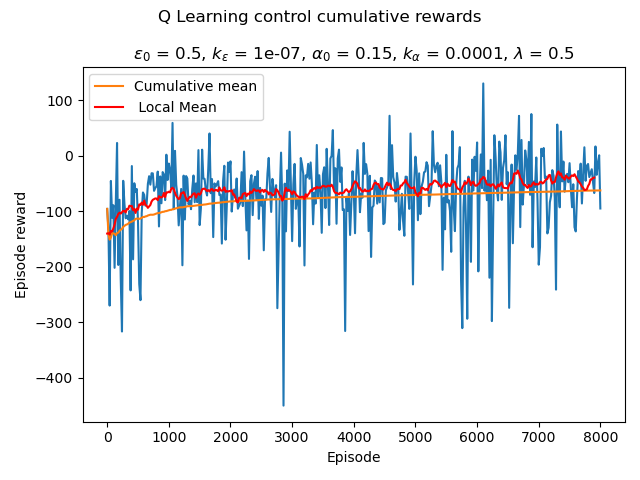 Q Learning control cumulative rewards
ε₀ = 0.5, kε = 1e-07, α₀ = 0.15, kα = 0.0001, λ = 0.5
Cumulative mean
Local Mean
Episode reward
100
0
−100
−200
−300
−400
0 1000 2000 3000 4000 5000 6000 7000 8000
Episode